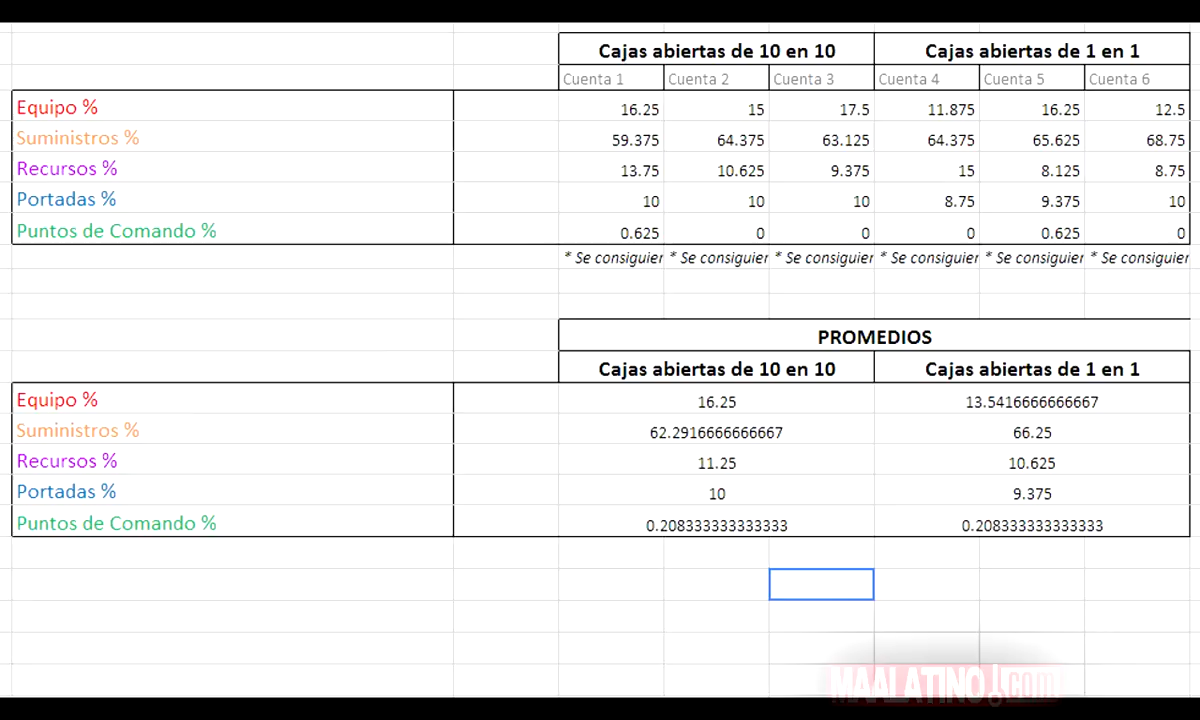 Cajas abiertas de 10 en 10 Cajas abiertas de 1 en 1
Cuenta 1 Cuenta 2 Cuenta 3 Cuenta 4 Cuenta 5 Cuenta 6
Equipo % 16.25 15 17.5 11.875 16.25 12.5
Suministros % 59.375 64.375 63.125 64.375 65.625 68.75
Recursos % 13.75 10.625 9.375 15 8.125 8.75
Portadas % 10 10 10 8.75 9.375 10
Puntos de Comando % 0.625 0 0 0 0.625 0
* Se consiguier * Se consiguier * Se consiguier * Se consiguier * Se consiguier * Se consiguier
PROMEDIOS
Cajas abiertas de 10 en 10 Cajas abiertas de 1 en 1
Equipo % 16.25 13.5416666666667
Suministros % 62.2916666666667 66.25
Recursos % 11.25 10.625
Portadas % 10 9.375
Puntos de Comando % 0.208333333333333 0.208333333333333
MAALATINO!.com